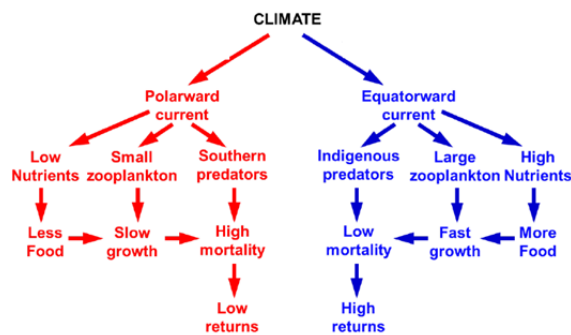 CLIMATE
Polarward
current
Equatorward
current
Low
Nutrients
Small
zooplankton
Southern
predators
Indigenous
predators
Large
zooplankton
High
Nutrients
Less
Food
Slow
growth
High
mortality
Low
mortality
Fast
growth
More
Food
Low
returns
High
returns